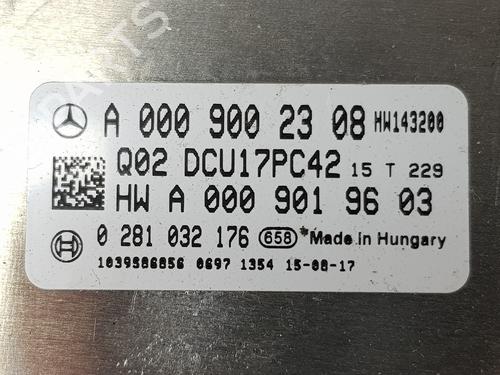 A 000 900 23 08 HW143200
Q02 DCU17PC42 15 T 229
HW A 000 901 96 03
0 281 032 176 658 *Made in Hungary
1039S86856 0697 1354 15-08-17
PARTS